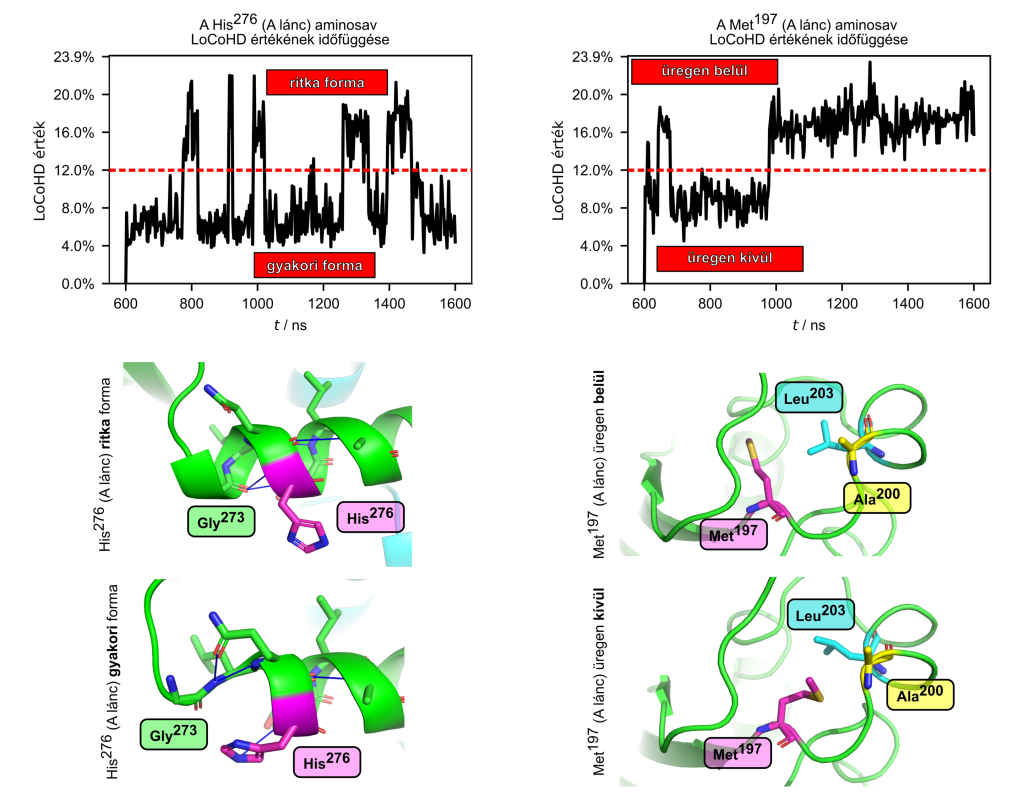 A His276 (A lánc) aminosav
LoCoHD értékének időfüggése
LoCoHD érték
23.9%
20.0%
16.0%
12.0%
8.0%
4.0%
0.0%
ritka forma
gyakori forma
600 800 1000 1200 1400 1600
t / ns
A Met197 (A lánc) aminosav
LoCoHD értékének időfüggése
LoCoHD érték
23.9%
20.0%
16.0%
12.0%
8.0%
4.0%
0.0%
üregen belül
üregen kívül
600 800 1000 1200 1400 1600
t / ns
His276 (A lánc) ritka forma
Gly273
His276
Met197 (A lánc) üregen belül
Leu203
Ala200
Met197
His276 (A lánc) gyakori forma
Gly273
His276
Met197 (A lánc) üregen kívül
Leu203
Ala200
Met197